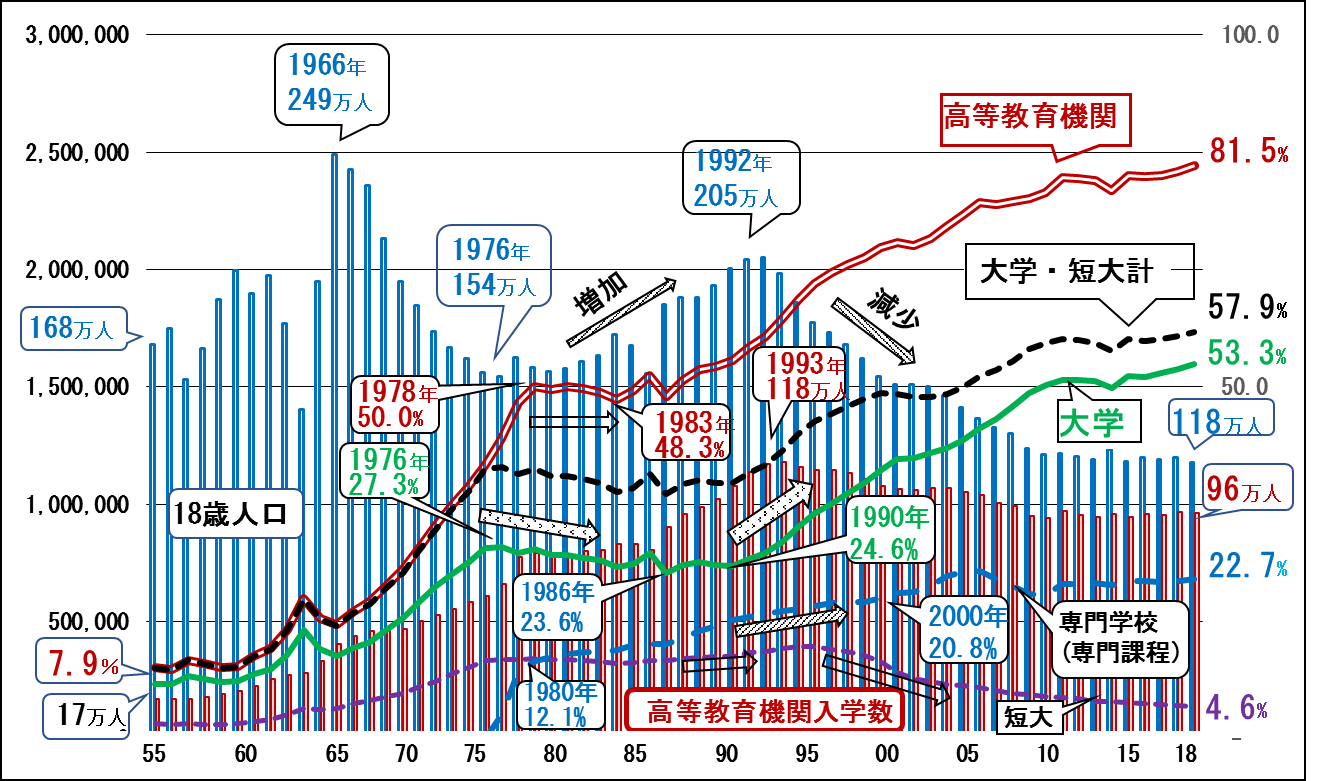 3,000,000
100.0
1966年
249万人
高等教育機関
2,500,000
81.5%
1992年
205万人
1976年
154万人
2,000,000
大学・短大計
増加
減少
57.9%
168万人
53.3%
1993年
118万人
1,500,000
50.0
1978年
50.0%
1983年
48.3%
大学
118万人
1976年
27.3%
96万人
1,000,000
18歳人口
1990年
24.6%
22.7%
1986年
23.6%
2000年
20.8%
専門学校
(専門課程)
500,000
7.9%
1980年
12.1%
高等教育機関入学数
短大
4.6%
17万人
-
55 60 65 70 75 80 85 90 95 00 05 10 15 18